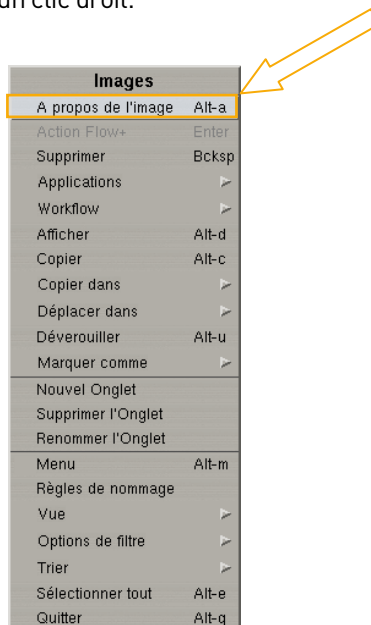 un clic droit.
Images
A propos de l'image Alt-a
Action Flow+ Enter
Supprimer Bcksp
Applications
Workflow
Afficher Alt-d
Copier Alt-c
Copier dans
Déplacer dans
Déverouiller Alt-u
Marquer comme
Nouvel Onglet
Supprimer l'Onglet
Renommer l'Onglet
Menu Alt-m
Règles de nommage
Vue
Options de filtre
Trier
Sélectionner tout Alt-e
Quitter Alt-q